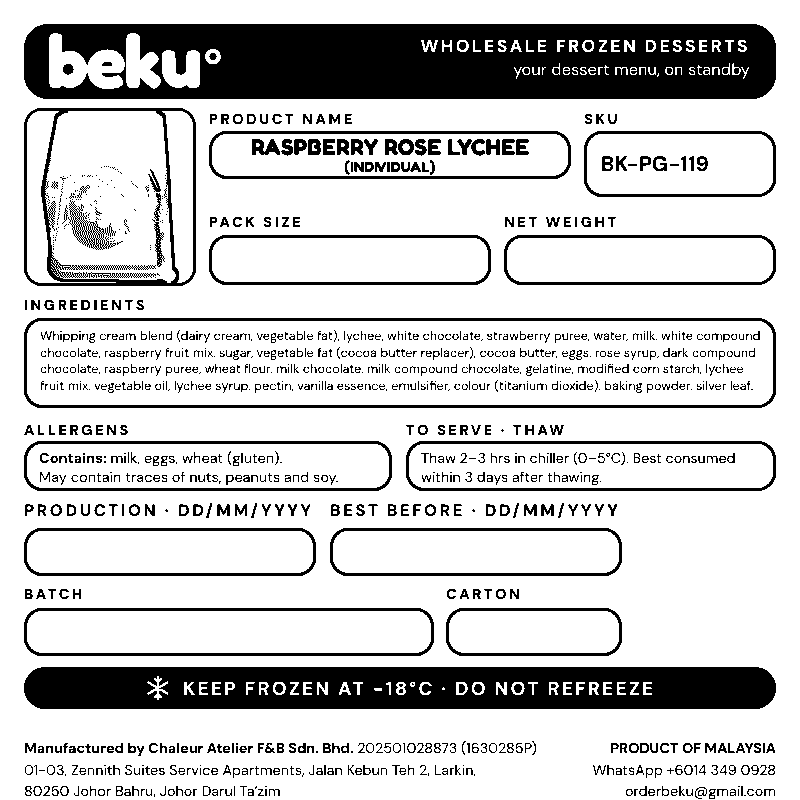 beku°
WHOLESALE FROZEN DESSERTS
your dessert menu, on standby
PRODUCT NAME
RASPBERRY ROSE LYCHEE
(INDIVIDUAL)
SKU
BK-PG-119
PACK SIZE
NET WEIGHT
INGREDIENTS
Whipping cream blend (dairy cream, vegetable fat), lychee, white chocolate, strawberry puree, water, milk. white compound
chocolate, raspberry fruit mix. sugar, vegetable fat (cocoa butter replacer), cocoa butter, eggs. rose syrup, dark compound
chocolate, raspberry puree, wheat flour. milk chocolate. milk compound chocolate, gelatine, modified corn starch, lychee
fruit mix. vegetable oil, lychee syrup. pectin, vanilla essence, emulsifier, colour (titanium dioxide). baking powder. silver leaf.
ALLERGENS
Contains: milk, eggs, wheat (gluten).
May contain traces of nuts, peanuts and soy.
TO SERVE · THAW
Thaw 2–3 hrs in chiller (0–5°C). Best consumed
within 3 days after thawing.
PRODUCTION · DD/MM/YYYY
BEST BEFORE · DD/MM/YYYY
BATCH
CARTON
KEEP FROZEN AT -18°C · DO NOT REFREEZE
Manufactured by Chaleur Atelier F&B Sdn. Bhd. 202501028873 (1630286P)
01-03, Zennith Suites Service Apartments, Jalan Kebun Teh 2, Larkin,
80250 Johor Bahru, Johor Darul Ta'zim
PRODUCT OF MALAYSIA
WhatsApp +6014 349 0928
orderbeku@gmail.com